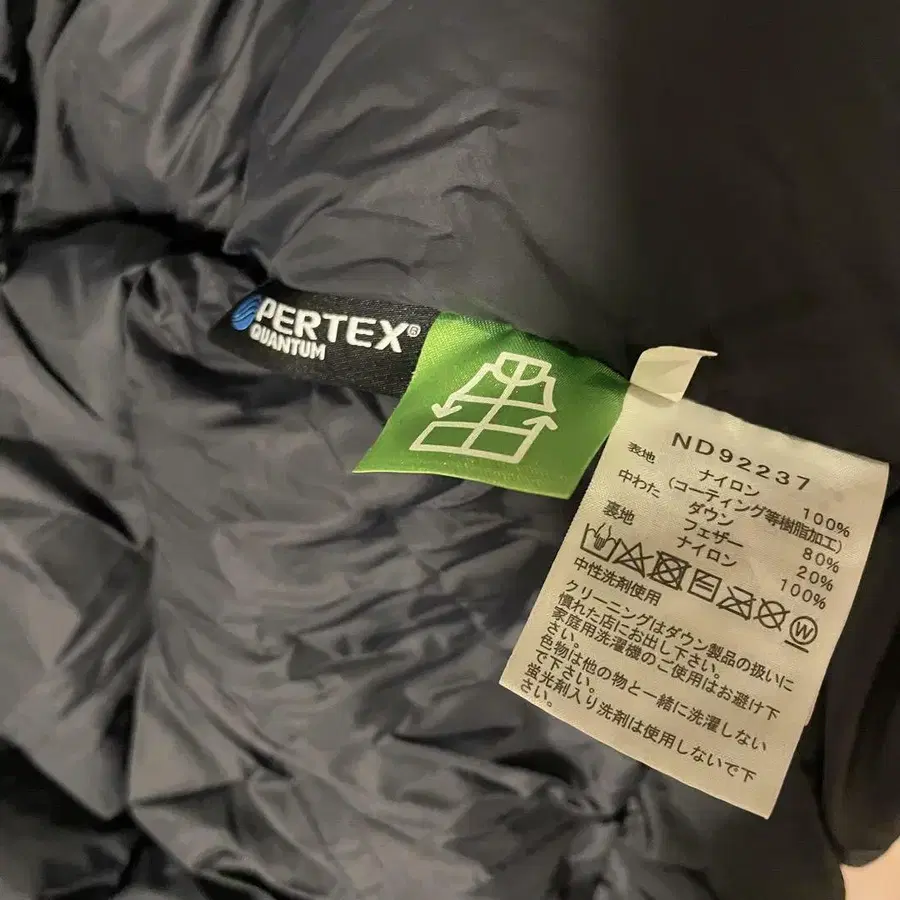 PERTEX®
QUANTUM
ND92237
表地 ナイロン 100%
(コーティング等樹脂加工)
中わた ダウン 80%
フェザー 20%
裏地 ナイロン 100%
W
中性洗剤使用
クリーニングはダウン製品の扱いに
慣れた店にお出し下さい。
家庭用洗濯機のご使用はお避け下
さい。
色物は他の物と一緒に洗濯しない
で下さい。
蛍光剤入り洗剤は使用しないで下
さい。